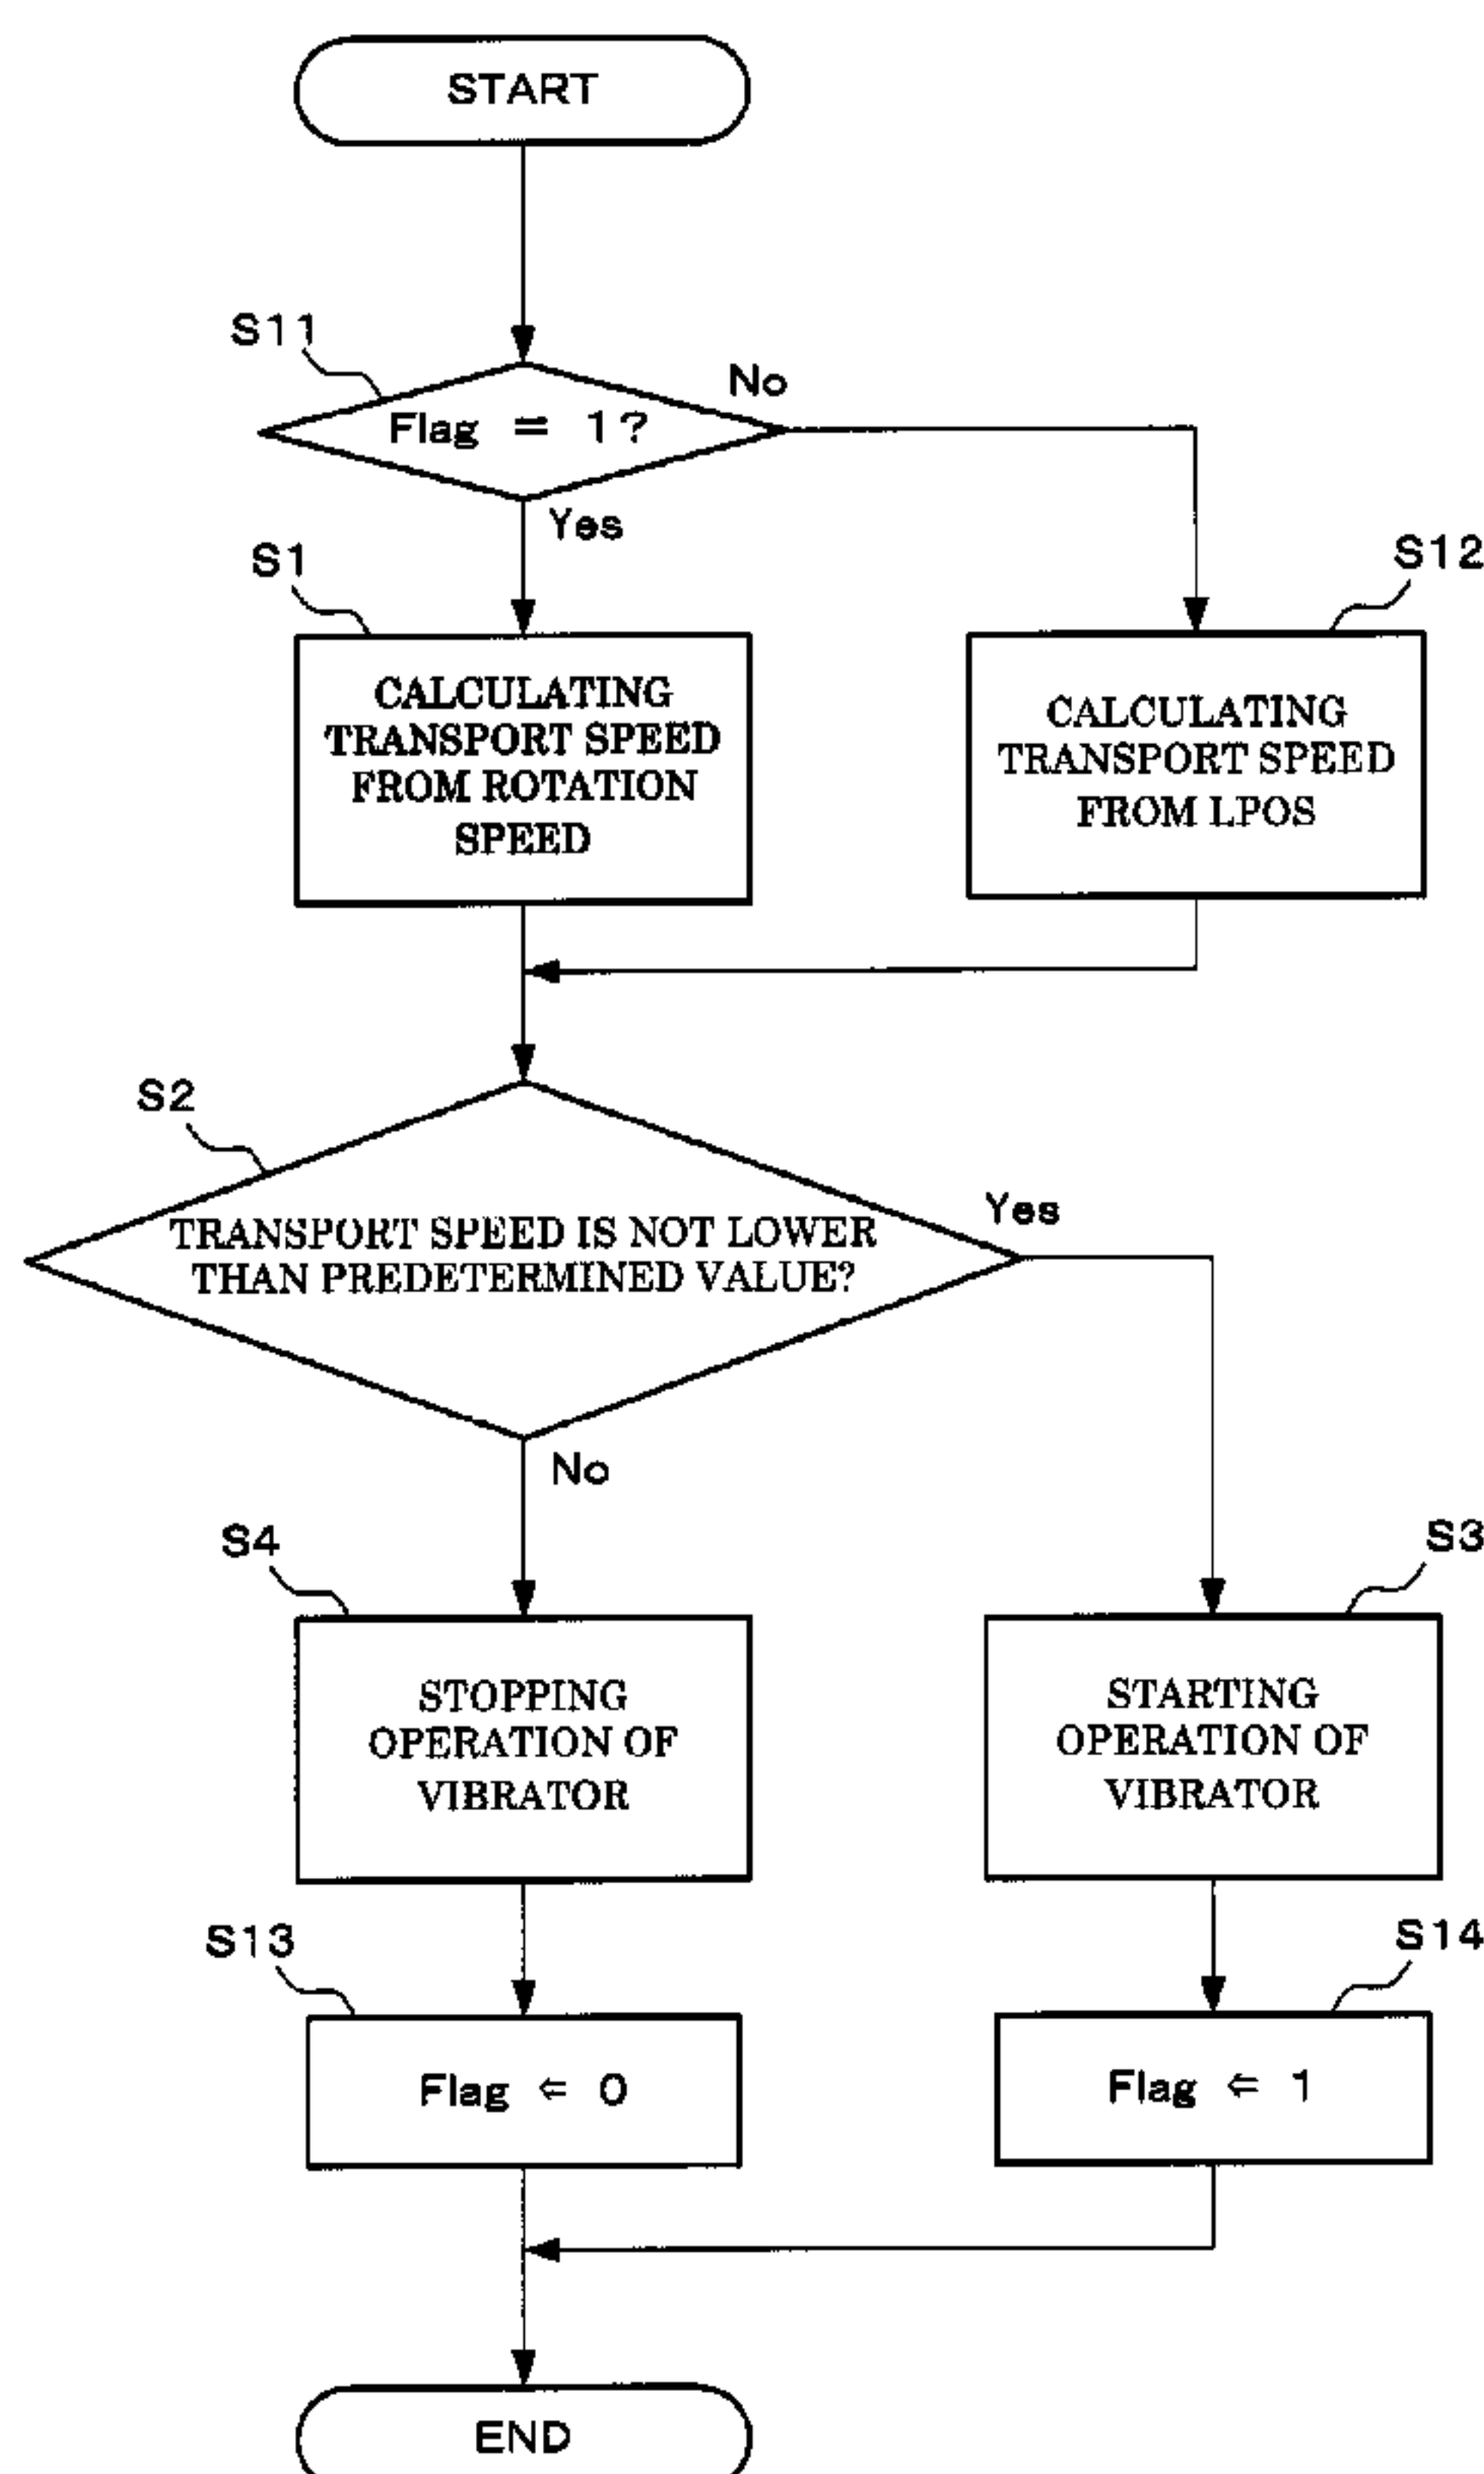 START
S11
No
Flag = 1?
Yes
S1
S12
CALCULATING
TRANSPORT SPEED
FROM ROTATION
SPEED
CALCULATING
TRANSPORT SPEED
FROM LPOS
S2
Yes
TRANSPORT SPEED IS NOT LOWER
THAN PREDETERMINED VALUE?
No
S4
S3
STOPPING
OPERATION OF
VIBRATOR
STARTING
OPERATION OF
VIBRATOR
S13
S14
Flag ⇐ 0
Flag ⇐ 1
END